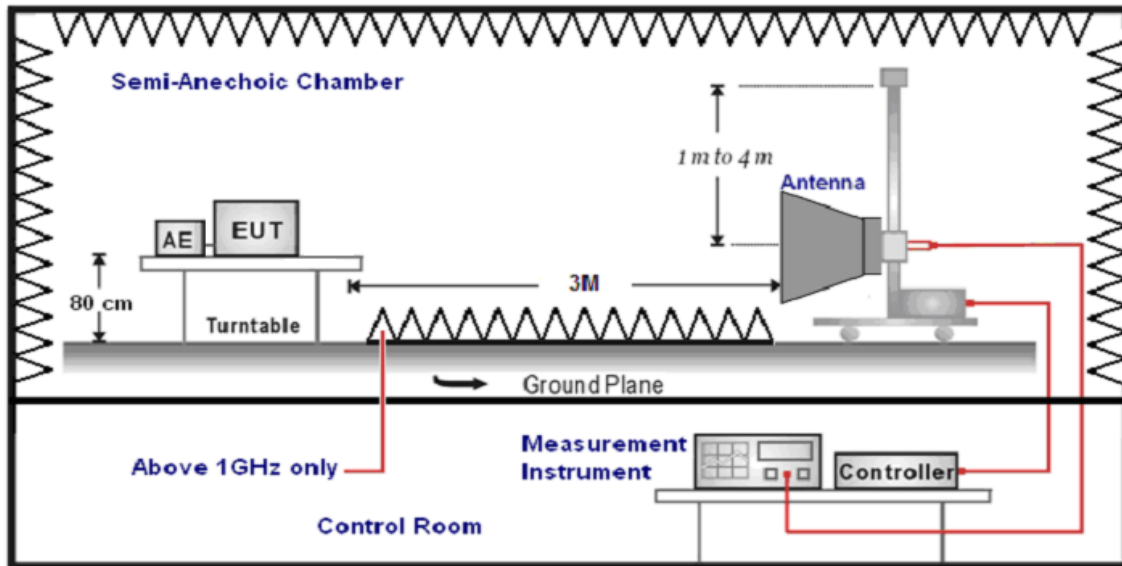 Semi-Anechoic Chamber
1 m to 4 m
Antenna
AE
EUT
3M
80 cm
Turntable
Ground Plane
Above 1GHz only
Measurement
Instrument
Controller
Control Room